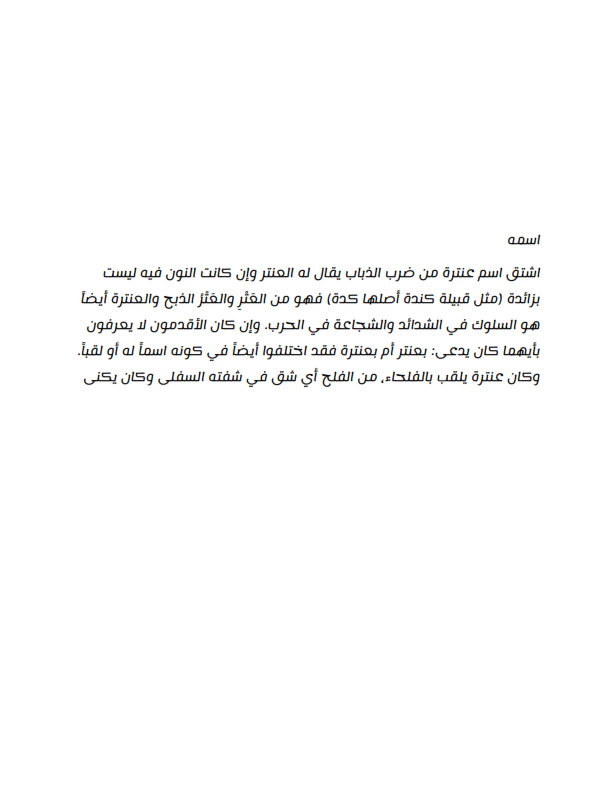 اسمه
اشتق اسم عنترة من ضرب الذباب يقال له العنتر وإن كانت النون فيه ليست
بزائدة (مثل قبيلة كندة أصلها كدة) فهو من العَتْرِ والعَتْرُ الذبح والعنترة أيضاً
هو السلوك في الشدائد والشجاعة في الحرب. وإن كان الأقدمون لا يعرفون
بأيهما كان يدعى: بعنتر أم بعنترة فقد اختلفوا أيضاً في كونه اسماً له أو لقباً.
وكان عنترة يلقب بالفلحاء، من الفلح أي شق في شفته السفلى وكان يكنى